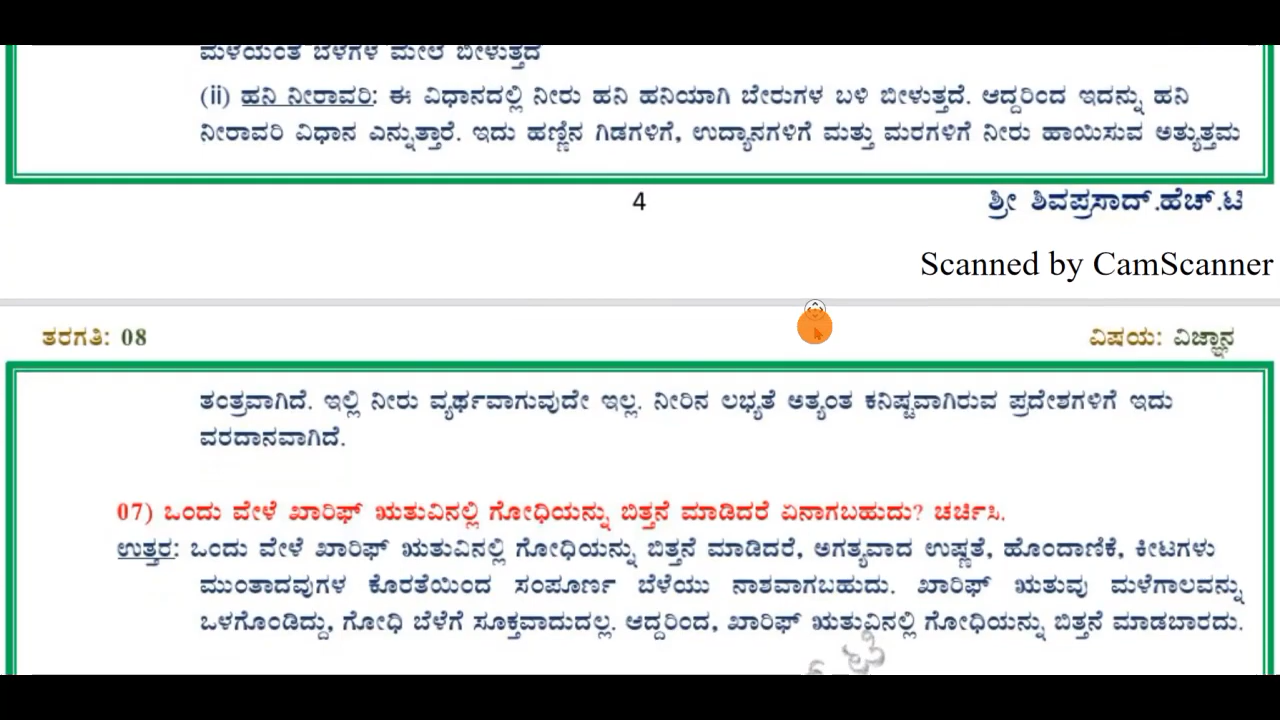 ಮಳೆಯಂತೆ ಬೆಳೆಗಳ ಮೇಲೆ ಬೀಳುತ್ತದೆ
(ii) ಹನಿ ನೀರಾವರಿ: ಈ ವಿಧಾನದಲ್ಲಿ ನೀರು ಹನಿ ಹನಿಯಾಗಿ ಬೇರುಗಳ ಬಳಿ ಬೀಳುತ್ತದೆ. ಆದ್ದರಿಂದ ಇದನ್ನು ಹನಿ
ನೀರಾವರಿ ವಿಧಾನ ಎನ್ನುತ್ತಾರೆ. ಇದು ಹಣ್ಣಿನ ಗಿಡಗಳಿಗೆ, ಉದ್ಯಾನಗಳಿಗೆ ಮತ್ತು ಮರಗಳಿಗೆ ನೀರು ಹಾಯಿಸುವ ಅತ್ಯುತ್ತಮ
4
ಶ್ರೀ ಶಿವಪ್ರಸಾದ್.ಹೆಚ್.ಟಿ
Scanned by CamScanner
ತರಗತಿ: 08
ವಿಷಯ: ವಿಜ್ಞಾನ
ತಂತ್ರವಾಗಿದೆ. ಇಲ್ಲಿ ನೀರು ವ್ಯರ್ಥವಾಗುವುದೇ ಇಲ್ಲ. ನೀರಿನ ಲಭ್ಯತೆ ಅತ್ಯಂತ ಕನಿಷ್ಟವಾಗಿರುವ ಪ್ರದೇಶಗಳಿಗೆ ಇದು
ವರದಾನವಾಗಿದೆ.
07) ಒಂದು ವೇಳೆ ಖಾರಿಫ್ ಋತುವಿನಲ್ಲಿ ಗೋಧಿಯನ್ನು ಬಿತ್ತನೆ ಮಾಡಿದರೆ ಏನಾಗಬಹುದು? ಚರ್ಚಿಸಿ.
ಉತ್ತರ: ಒಂದು ವೇಳೆ ಖಾರಿಫ್ ಋತುವಿನಲ್ಲಿ ಗೋಧಿಯನ್ನು ಬಿತ್ತನೆ ಮಾಡಿದರೆ, ಅಗತ್ಯವಾದ ಉಷ್ಣತೆ, ಹೊಂದಾಣಿಕೆ, ಕೀಟಗಳು
ಮುಂತಾದವುಗಳ ಕೊರತೆಯಿಂದ ಸಂಪೂರ್ಣ ಬೆಳೆಯು ನಾಶವಾಗಬಹುದು. ಖಾರಿಫ್ ಋತುವು ಮಳೆಗಾಲವನ್ನು
ಒಳಗೊಂಡಿದ್ದು, ಗೋಧಿ ಬೆಳೆಗೆ ಸೂಕ್ತವಾದುದಲ್ಲ. ಆದ್ದರಿಂದ, ಖಾರಿಫ್ ಋತುವಿನಲ್ಲಿ ಗೋಧಿಯನ್ನು ಬಿತ್ತನೆ ಮಾಡಬಾರದು.